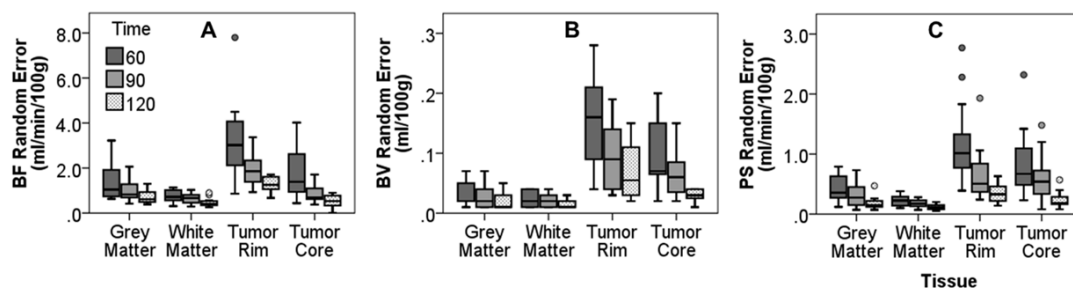 A
BF Random Error
(ml/min/100g)
8.0
6.0
4.0
2.0
.0
Time
60
90
120
Grey
Matter
White
Matter
Tumor
Rim
Tumor
Core
B
BV Random Error
(ml/100g)
.3
.2
.1
.0
Grey
Matter
White
Matter
Tumor
Rim
Tumor
Core
C
PS Random Error
(ml/min/100g)
3.0
2.0
1.0
0.0
Grey
Matter
White
Matter
Tumor
Rim
Tumor
Core
Tissue